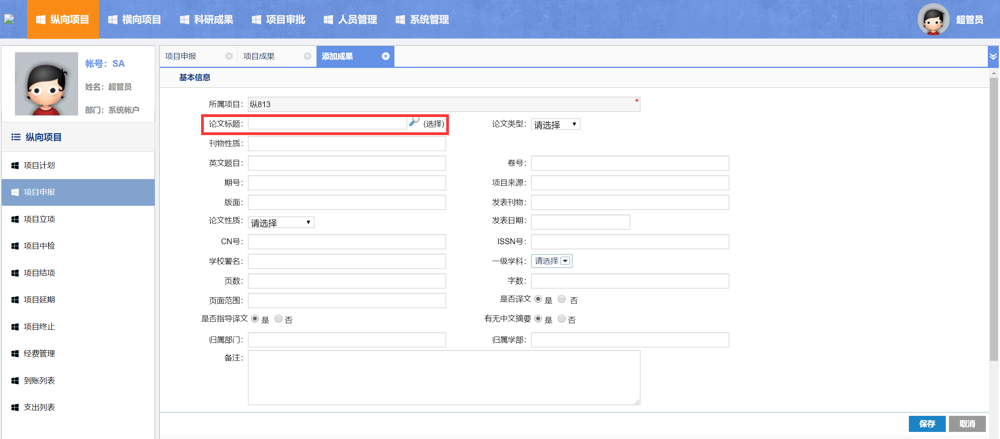 纵向项目 横向项目 科研成果 项目审批 人员管理 系统管理 超管员
帐号：SA
姓名：超管员
部门：系统帐户
纵向项目
项目计划
项目申报
项目立项
项目中检
项目结项
项目延期
项目终止
经费管理
到账列表
支出列表
项目申报 项目成果 添加成果
基本信息
所属项目： 纵813 *
论文标题： (选择) 论文类型： 请选择
刊物性质：
英文题目： 卷号：
期号： 项目来源：
版面： 发表刊物：
论文性质： 请选择 发表日期：
CN号： ISSN号：
学校署名： 一级学科： 请选择
页数： 字数：
页面范围： 是否译文 是 否
是否指导译文 是 否 有无中文摘要 是 否
归属部门： 归属学部：
备注：
保存 取消